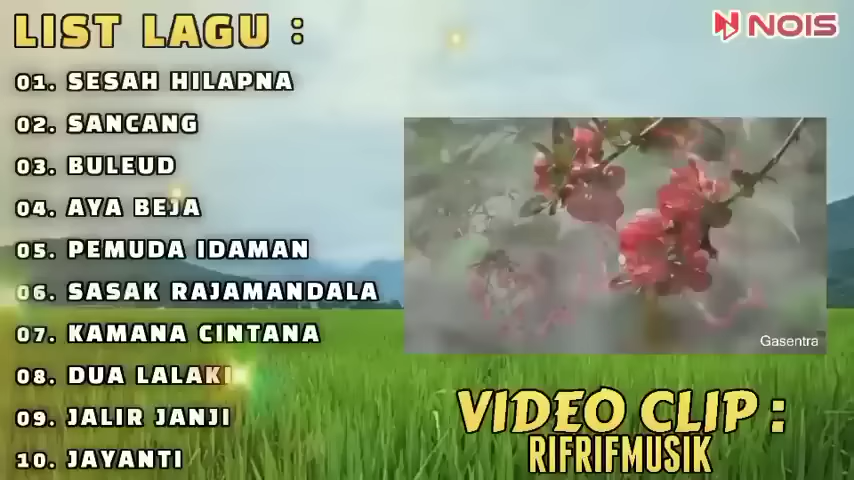 LIST LAGU :
01. SESAH HILAPNA
02. SANCANG
03. BULEUD
04. AYA BEJA
05. PEMUDA IDAMAN
06. SASAK RAJAMANDALA
07. KAMANA CINTANA
08. DUA LALAKI
09. JALIR JANJI
10. JAYANTI
NOIS
Gasentra
VIDEO CLIP :
RIFRIFMUSIK